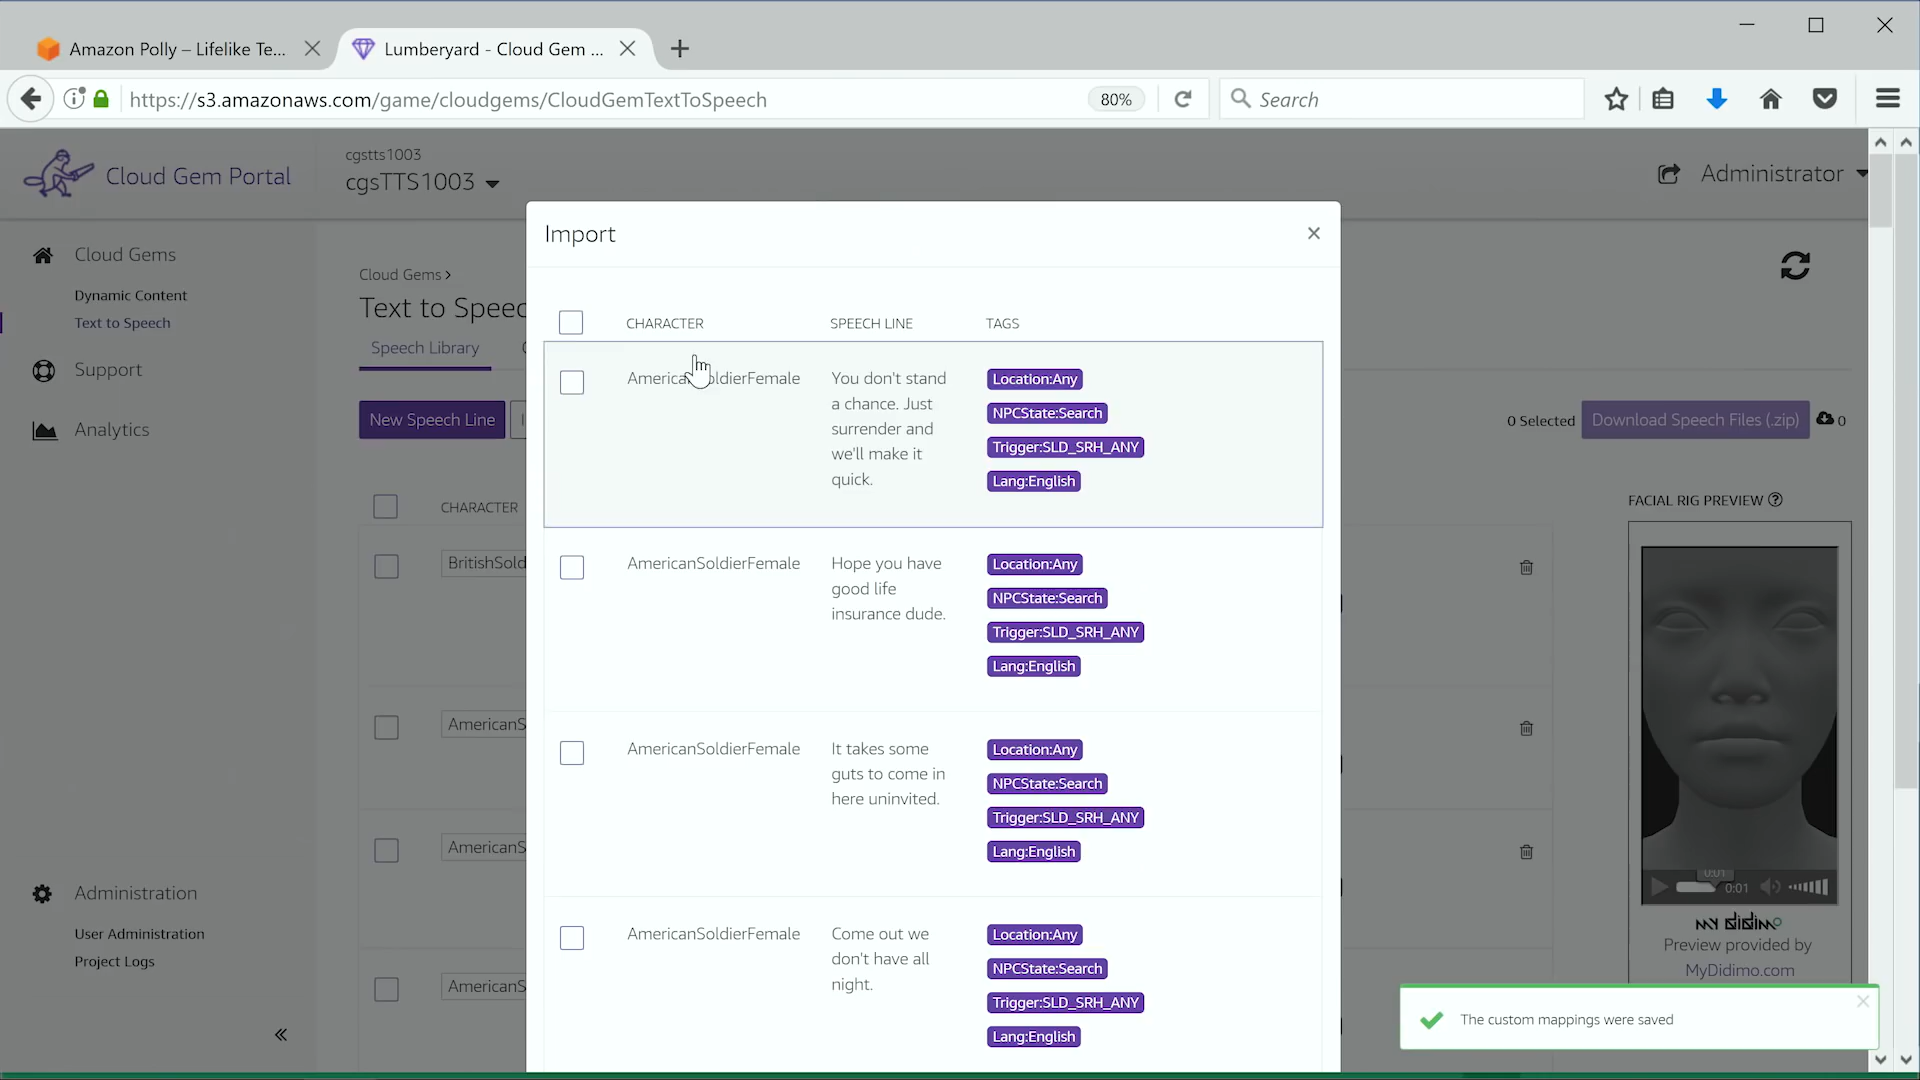 Amazon Polly – Lifelike Te...
Lumberyard - Cloud Gem ...
https://s3.amazonaws.com/game/cloudgems/CloudGemTextToSpeech
80%
Search
Cloud Gem Portal
cgstts1003
cgsTTS1003
Administrator
Cloud Gems
Dynamic Content
Text to Speech
Support
Analytics
Administration
User Administration
Project Logs
Cloud Gems
Text to Speec
Speech Library
New Speech Line
0 Selected
Download Speech Files (.zip)
0
CHARACTER
BritishSold
AmericanS
AmericanS
AmericanS
Import
CHARACTER SPEECH LINE TAGS
You don't stand
a chance. Just
surrender and
we'll make it
quick.
Location:Any
NPCState:Search
Trigger:SLD_SRH_ANY
Lang:English
AmericanSoldierFemale
Hope you have
good life
insurance dude.
Location:Any
NPCState:Search
Trigger:SLD_SRH_ANY
Lang:English
AmericanSoldierFemale
It takes some
guts to come in
here uninvited.
Location:Any
NPCState:Search
Trigger:SLD_SRH_ANY
Lang:English
AmericanSoldierFemale
Come out we
don't have all
night.
Location:Any
NPCState:Search
Trigger:SLD_SRH_ANY
Lang:English
FACIAL RIG PREVIEW
0:01
0:01
my didimo
Preview provided by
MyDidimo.com
The custom mappings were saved